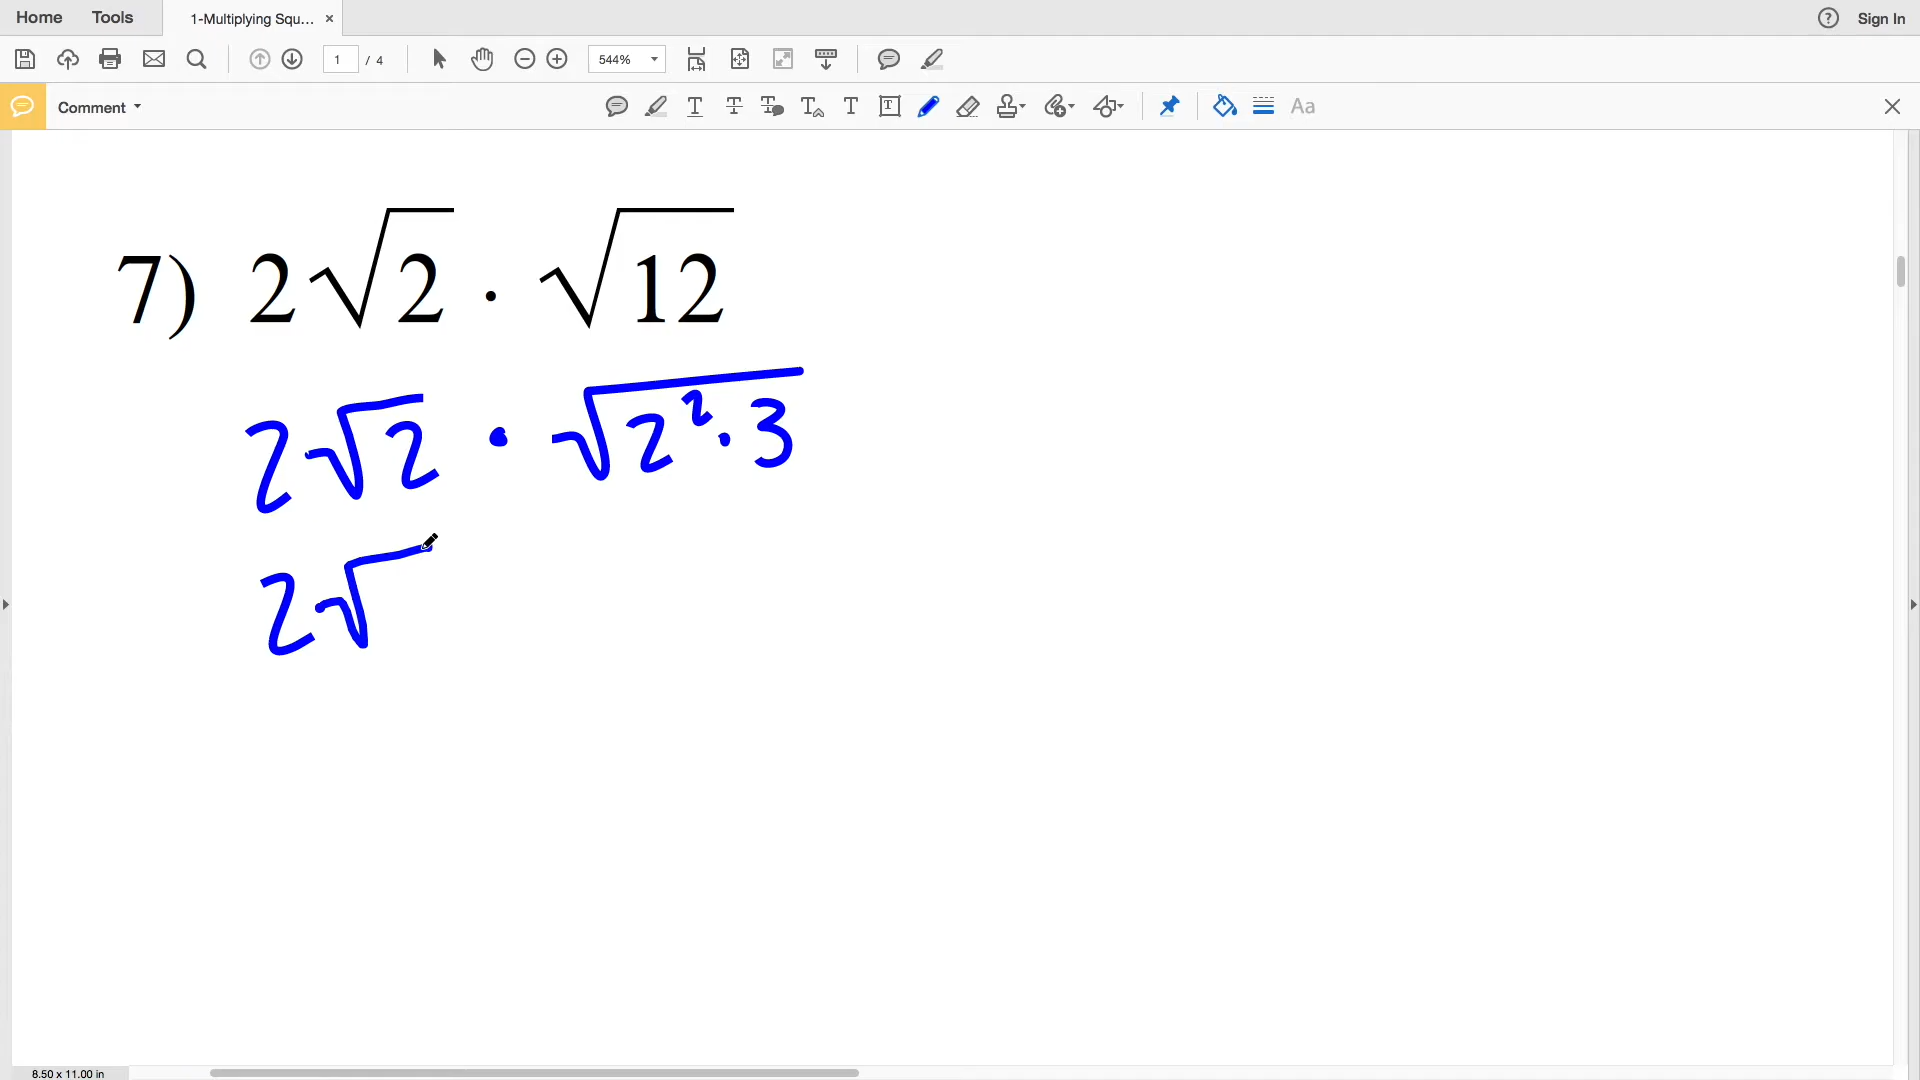 Home Tools 1-Multiplying Squ... × ? Sign In
1 / 4 544%
Comment T T T T T T Aa
7) 2√2 · √12
2√2 · √2² · 3
2√
8.50 x 11.00 in